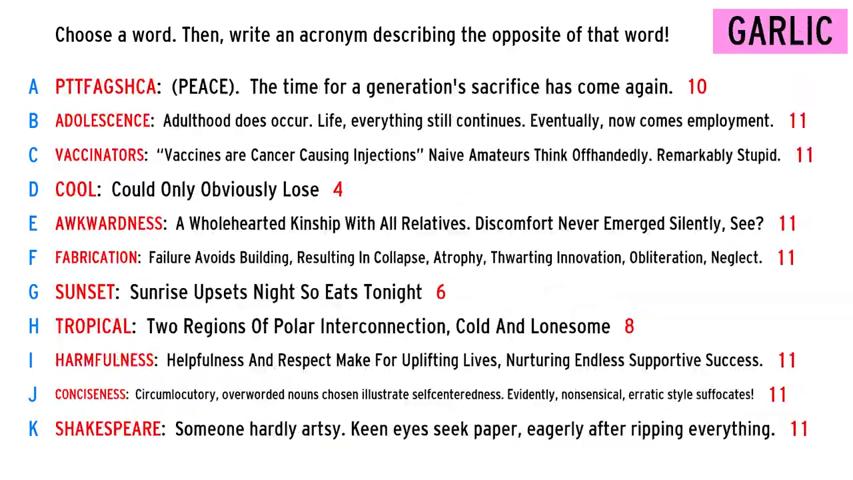 Choose a word. Then, write an acronym describing the opposite of that word!
GARLIC
A PTTFAGSHCA: (PEACE). The time for a generation's sacrifice has come again. 10
B ADOLESCENCE: Adulthood does occur. Life, everything still continues. Eventually, now comes employment. 11
C VACCINATORS: “Vaccines are Cancer Causing Injections” Naive Amateurs Think Offhandedly. Remarkably Stupid. 11
D COOL: Could Only Obviously Lose 4
E AWKWARDNESS: A Wholehearted Kinship With All Relatives. Discomfort Never Emerged Silently, See? 11
F FABRICATION: Failure Avoids Building, Resulting In Collapse, Atrophy, Thwarting Innovation, Obliteration, Neglect. 11
G SUNSET: Sunrise Upsets Night So Eats Tonight 6
H TROPICAL: Two Regions Of Polar Interconnection, Cold And Lonesome 8
I HARMFULNESS: Helpfulness And Respect Make For Uplifting Lives, Nurturing Endless Supportive Success. 11
J CONCISENESS: Circumlocutory, overworded nouns chosen illustrate selfcenteredness. Evidently, nonsensical, erratic style suffocates! 11
K SHAKESPEARE: Someone hardly artsy. Keen eyes seek paper, eagerly after ripping everything. 11